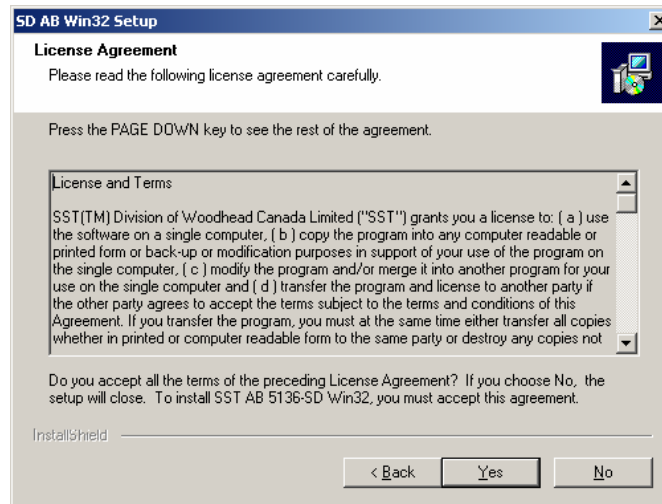 SD AB Win32 Setup
License Agreement
Please read the following license agreement carefully.
Press the PAGE DOWN key to see the rest of the agreement.
License and Terms
SST(TM) Division of Woodhead Canada Limited ("SST") grants you a license to: ( a ) use
the software on a single computer, ( b ) copy the program into any computer readable or
printed form or back-up or modification purposes in support of your use of the program on
the single computer, ( c ) modify the program and/or merge it into another program for your
use on the single computer and ( d ) transfer the program and license to another party if
the other party agrees to accept the terms subject to the terms and conditions of this
Agreement. If you transfer the program, you must at the same time either transfer all copies
whether in printed or computer readable form to the same party or destroy any copies not
Do you accept all the terms of the preceding License Agreement? If you choose No, the
setup will close. To install SST AB 5136-SD Win32, you must accept this agreement.
InstallShield
< Back Yes No